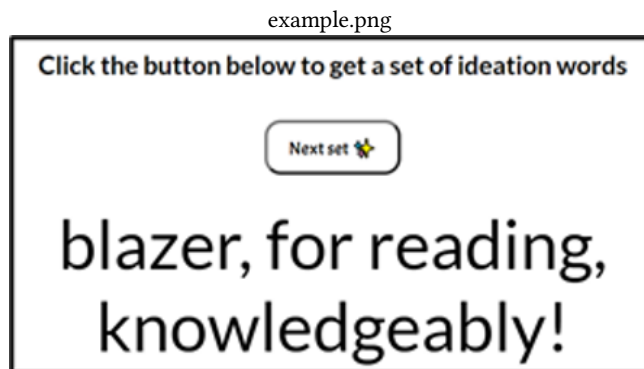 example.png
Click the button below to get a set of ideation words
Next set
blazer, for reading,
knowledgeably!